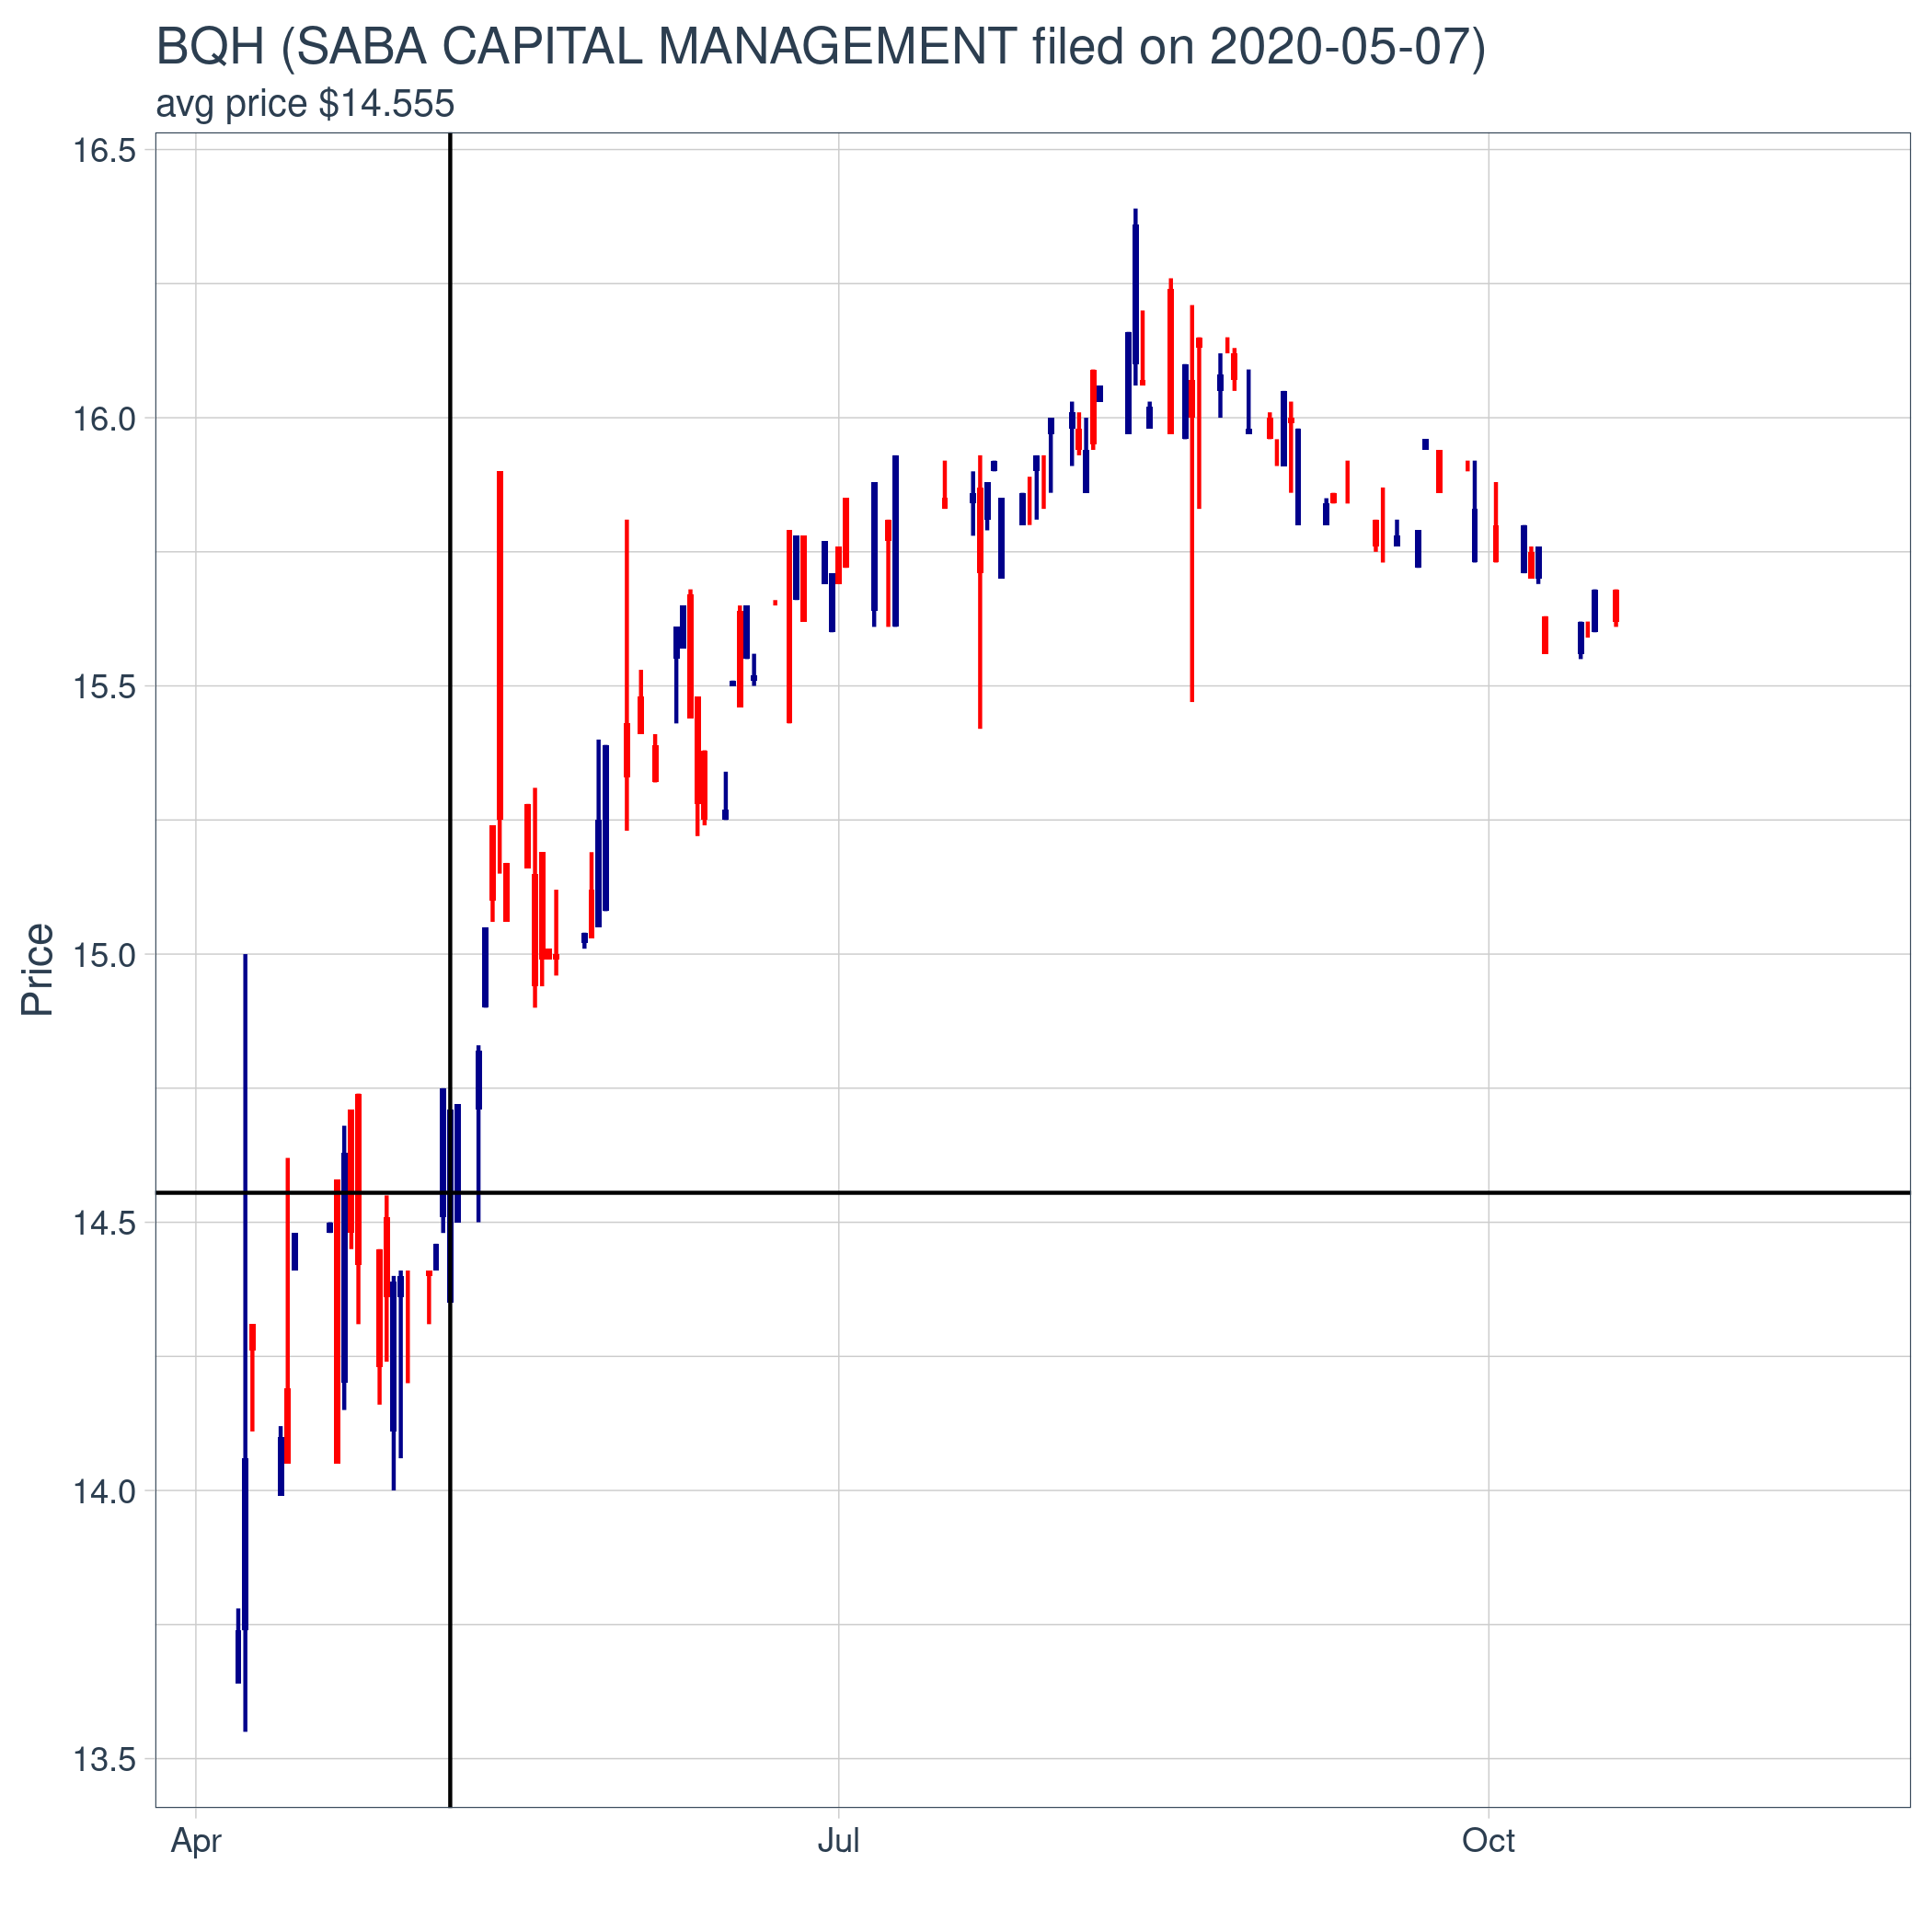 BQH (SABA CAPITAL MANAGEMENT filed on 2020-05-07)
avg price $14.555
16.5
16.0
15.5
15.0
14.5
14.0
13.5
Price
Apr Jul Oct